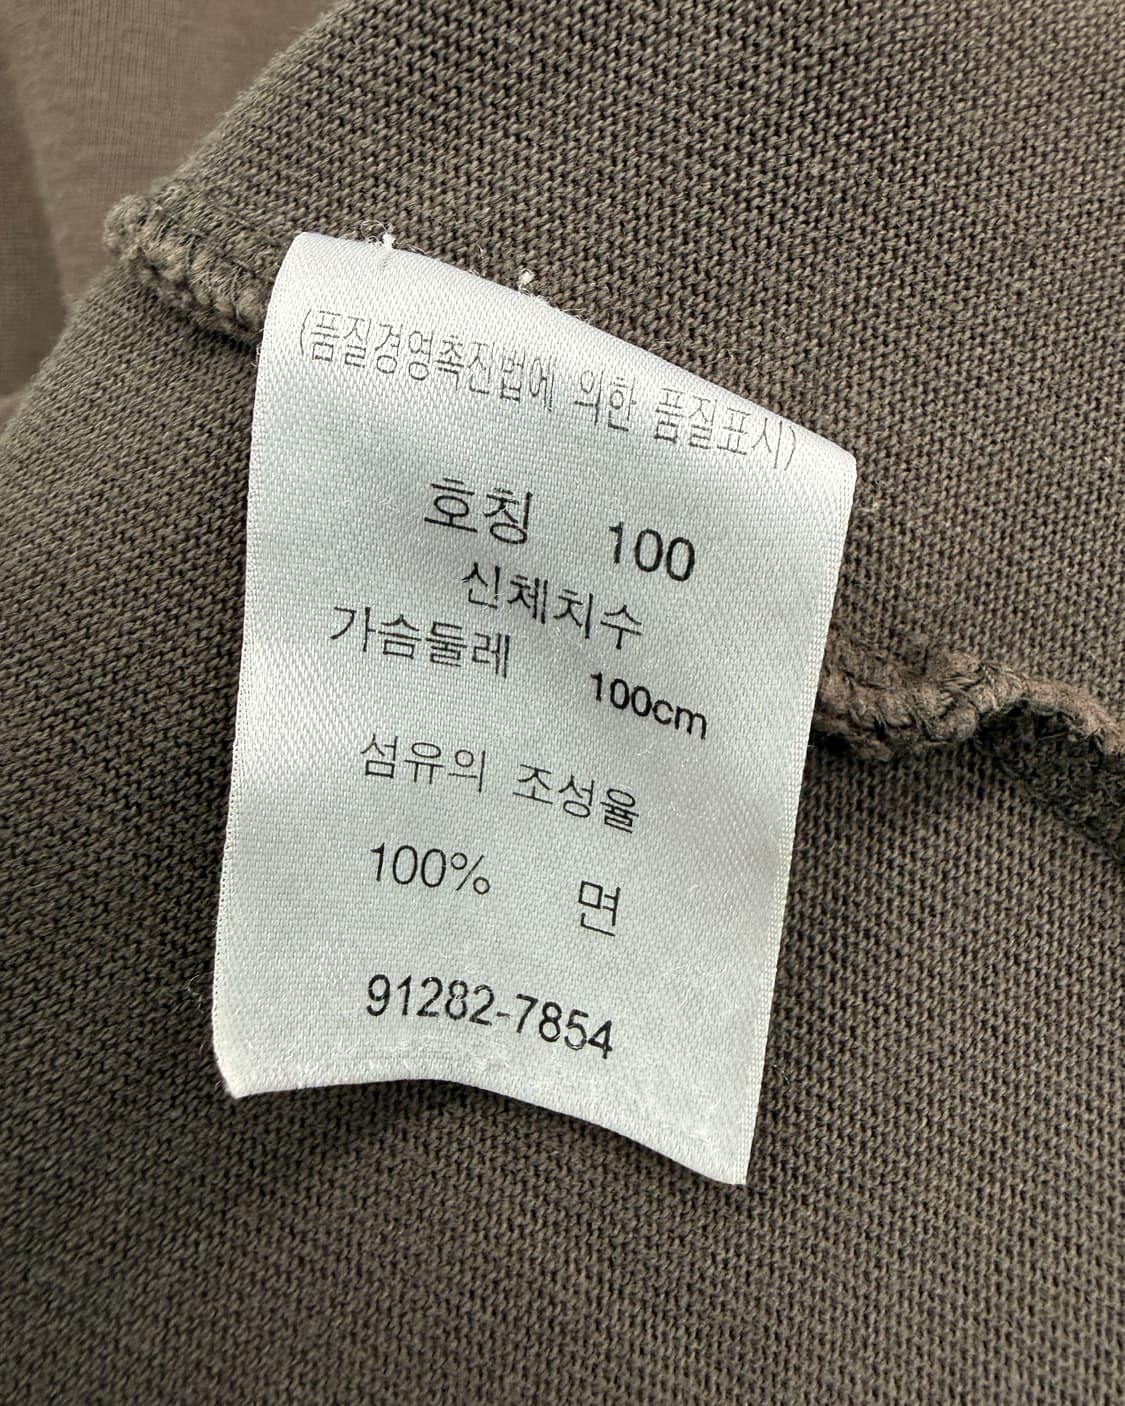 (품질경영촉진법에 의한 품질표시)
호칭 100
신체치수
가슴둘레 100cm
섬유의 조성율
100% 면
91282-7854